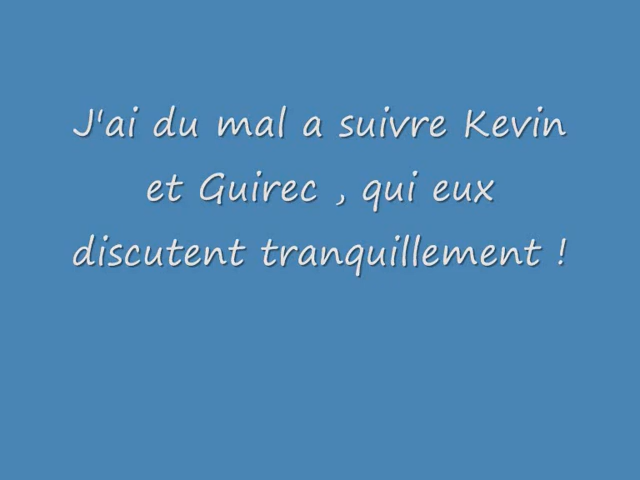 J'ai du mal a suivre Kevin
et Guirec , qui eux
discutent tranquillement !